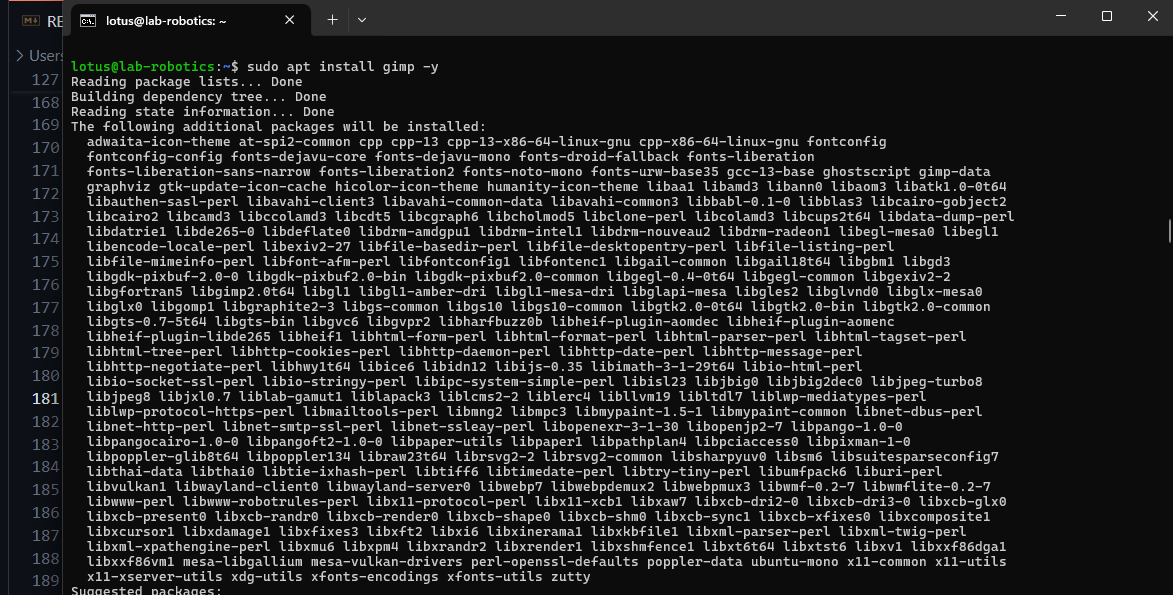 RE
lotus@lab-robotics: ~
Users
127
168
169
170
171
172
173
174
175
176
177
178
179
180
181
182
183
184
185
186
187
188
189
lotus@lab-robotics:~$ sudo apt install gimp -y
Reading package lists... Done
Building dependency tree... Done
Reading state information... Done
The following additional packages will be installed:
adwaita-icon-theme at-spi2-common cpp cpp-13 cpp-13-x86-64-linux-gnu cpp-x86-64-linux-gnu fontconfig
fontconfig-config fonts-dejavu-core fonts-dejavu-mono fonts-droid-fallback fonts-liberation
fonts-liberation-sans-narrow fonts-liberation2 fonts-noto-mono fonts-urw-base35 gcc-13-base ghostscript gimp-data
graphviz gtk-update-icon-cache hicolor-icon-theme humanity-icon-theme libaa1 libamd3 libann0 libaom3 libatk1.0-0t64
libauthen-sasl-perl libavahi-client3 libavahi-common-data libavahi-common3 libbabl-0.1-0 libblas3 libcairo-gobject2
libcairo2 libcamd3 libccolamd3 libcdt5 libcgraph6 libcholmod5 libclone-perl libcolamd3 libcups2t64 libdata-dump-perl
libdatrie1 libde265-0 libdeflate0 libdrm-amdgpu1 libdrm-intel1 libdrm-nouveau2 libdrm-radeon1 libegl-mesa0 libegl1
libencode-locale-perl libexiv2-27 libfile-basedir-perl libfile-desktopentry-perl libfile-listing-perl
libfile-mimeinfo-perl libfont-afm-perl libfontconfig1 libfontenc1 libgail-common libgail18t64 libgbm1 libgd3
libgdk-pixbuf-2.0-0 libgdk-pixbuf2.0-bin libgdk-pixbuf2.0-common libgegl-0.4-0t64 libgegl-common libgexiv2-2
libgfortran5 libgimp2.0t64 libgl1 libgl1-amber-dri libgl1-mesa-dri libglapi-mesa libgles2 libglvnd0 libglx-mesa0
libglx0 libgomp1 libgraphite2-3 libgs-common libgs10 libgs10-common libgtk2.0-0t64 libgtk2.0-bin libgtk2.0-common
libgts-0.7-5t64 libgts-bin libgvc6 libgvpr2 libharfbuzz0b libheif-plugin-aomdec libheif-plugin-aomenc
libheif-plugin-libde265 libheif1 libhtml-form-perl libhtml-format-perl libhtml-parser-perl libhtml-tagset-perl
libhtml-tree-perl libhttp-cookies-perl libhttp-daemon-perl libhttp-date-perl libhttp-message-perl
libhttp-negotiate-perl libhwy1t64 libice6 libidn12 libijs-0.35 libimath-3-1-29t64 libio-html-perl
libio-socket-ssl-perl libio-stringy-perl libipc-system-simple-perl libisl23 libjbig0 libjbig2dec0 libjpeg-turbo8
libjpeg8 libjxl0.7 liblab-gamut1 liblapack3 liblcms2-2 liblerc4 libllvm19 libltdl7 liblwp-mediatypes-perl
liblwp-protocol-https-perl libmailtools-perl libmng2 libmpc3 libmypaint-1.5-1 libmypaint-common libnet-dbus-perl
libnet-http-perl libnet-smtp-ssl-perl libnet-ssleay-perl libopenexr-3-1-30 libopenjp2-7 libpango-1.0-0
libpangocairo-1.0-0 libpangoft2-1.0-0 libpaper-utils libpaper1 libpathplan4 libpciaccess0 libpixman-1-0
libpoppler-glib8t64 libpoppler134 libraw23t64 librsvg2-2 librsvg2-common libsharpyuv0 libsm6 libsuitesparseconfig7
libthai-data libthai0 libtie-ixhash-perl libtiff6 libtimedate-perl libtry-tiny-perl libumfpack6 liburi-perl
libvulkan1 libwayland-client0 libwayland-server0 libwebp7 libwebpdemux2 libwebpmux3 libwmf-0.2-7 libwmflite-0.2-7
libwww-perl libwww-robotrules-perl libx11-protocol-perl libx11-xcb1 libxaw7 libxcb-dri2-0 libxcb-dri3-0 libxcb-glx0
libxcb-present0 libxcb-randr0 libxcb-render0 libxcb-shape0 libxcb-shm0 libxcb-sync1 libxcb-xfixes0 libxcomposite1
libxcursor1 libxdamage1 libxfixes3 libxft2 libxi6 libxinerama1 libxkbfile1 libxml-parser-perl libxml-twig-perl
libxml-xpathengine-perl libxmu6 libxpm4 libxrandr2 libxrender1 libxshmfence1 libxt6t64 libxtst6 libxv1 libxxf86dga1
libxxf86vm1 mesa-libgallium mesa-vulkan-drivers perl-openssl-defaults poppler-data ubuntu-mono x11-common x11-utils
x11-xserver-utils xdg-utils xfonts-encodings xfonts-utils zutty
Suggested packages: